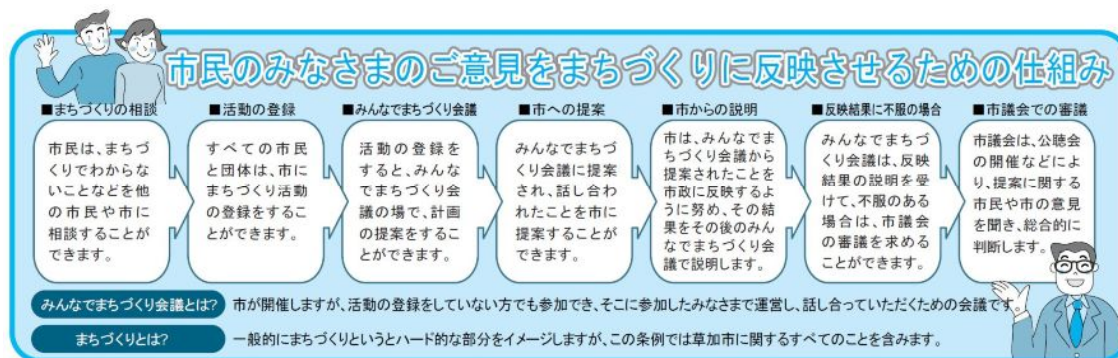 市民のみなさまのご意見をまちづくりに反映させるための仕組み
■まちづくりの相談
市民は、まちづ
くりでわからな
いことなどを他
の市民や市に
相談することが
できます。
■活動の登録
すべての市民
と団体は、市に
まちづくり活動
の登録をするこ
とができます。
■みんなでまちづくり会議
活動の登録を
すると、みんな
でまちづくり会
議の場で、計画
の提案をするこ
とができます。
■市への提案
みんなでまちづ
くり会議に提案
され、話し合わ
れたことを市に
提案することが
できます。
■市からの説明
市は、みんなでま
ちづくり会議から
提案されたことを
市政に反映するよ
うに努め、その結
果をその後のみん
なでまちづくり会
議で説明します。
■反映結果に不服の場合
みんなでまちづ
くり会議は、反映
結果の説明を受
けて、不服のある
場合は、市議会
の審議を求める
ことができます。
■市議会での審議
市議会は、公聴会
の開催などによ
り、提案に関する
市民や市の意見
を聞き、総合的に
判断します。
みんなでまちづくり会議とは? 市が開催しますが、活動の登録をしていない方でも参加でき、そこに参加したみなさまで運営し、話し合っていただくための会議です。
まちづくりとは? 一般的にまちづくりというとハード的な部分をイメージしますが、この条例では草加市に関するすべてのことを含みます。